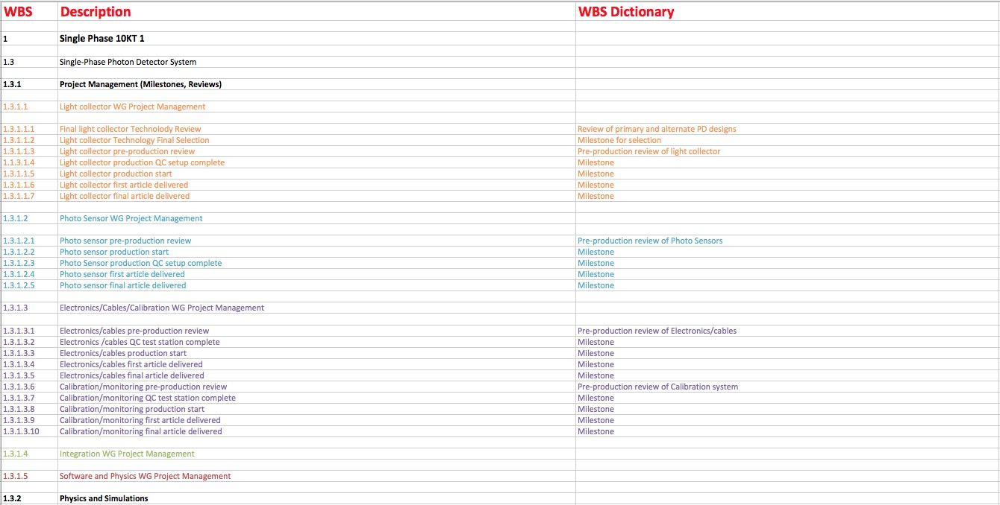 WBS Description WBS Dictionary
1 Single Phase 10KT 1
1.3 Single-Phase Photon Detector System
1.3.1 Project Management (Milestones, Reviews)
1.3.1.1 Light collector WG Project Management
1.3.1.1.1 Final light collector Technolody Review Review of primary and alternate PD designs
1.3.1.1.2 Light collector Technology Final Selection Milestone for selection
1.3.1.1.3 Light collector pre-production review Pre-production review of light collector
1.1.3.1.4 Light collector production QC setup complete Milestone
1.3.1.1.5 Light collector production start Milestone
1.3.1.1.6 Light collector first article delivered Milestone
1.3.1.1.7 Light collector final article delivered Milestone
1.3.1.2 Photo Sensor WG Project Management
1.3.1.2.1 Photo sensor pre-production review Pre-production review of Photo Sensors
1.3.1.2.2 Photo sensor production start Milestone
1.3.1.2.3 Photo Sensor production QC setup complete Milestone
1.3.1.2.4 Photo sensor first article delivered Milestone
1.3.1.2.5 Photo sensor final article delivered Milestone
1.3.1.3 Electronics/Cables/Calibration WG Project Management
1.3.1.3.1 Electronics/cables pre-production review Pre-production review of Electronics/cables
1.3.1.3.2 Electronics /cables QC test station complete Milestone
1.3.1.3.3 Electronics/cables production start Milestone
1.3.1.3.4 Electronics/cables first article delivered Milestone
1.3.1.3.5 Electronics/cables final article delivered Milestone
1.3.1.3.6 Calibration/monitoring pre-production review Pre-production review of Calibration system
1.3.1.3.7 Calibration/monitoring QC test station complete Milestone
1.3.1.3.8 Calibration/monitoring production start Milestone
1.3.1.3.9 Calibration/monitoring first article delivered Milestone
1.3.1.3.10 Calibration/monitoring final article delivered Milestone
1.3.1.4 Integration WG Project Management
1.3.1.5 Software and Physics WG Project Management
1.3.2 Physics and Simulations